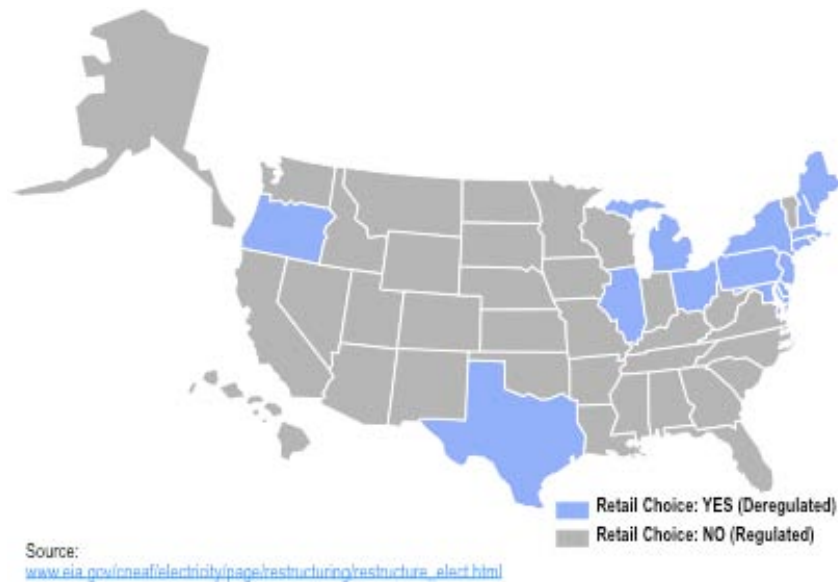 Retail Choice: YES (Deregulated)
Retail Choice: NO (Regulated)
Source:
www.eia.gov/cneaf/electricity/page/restructuring/restructure_elect.html